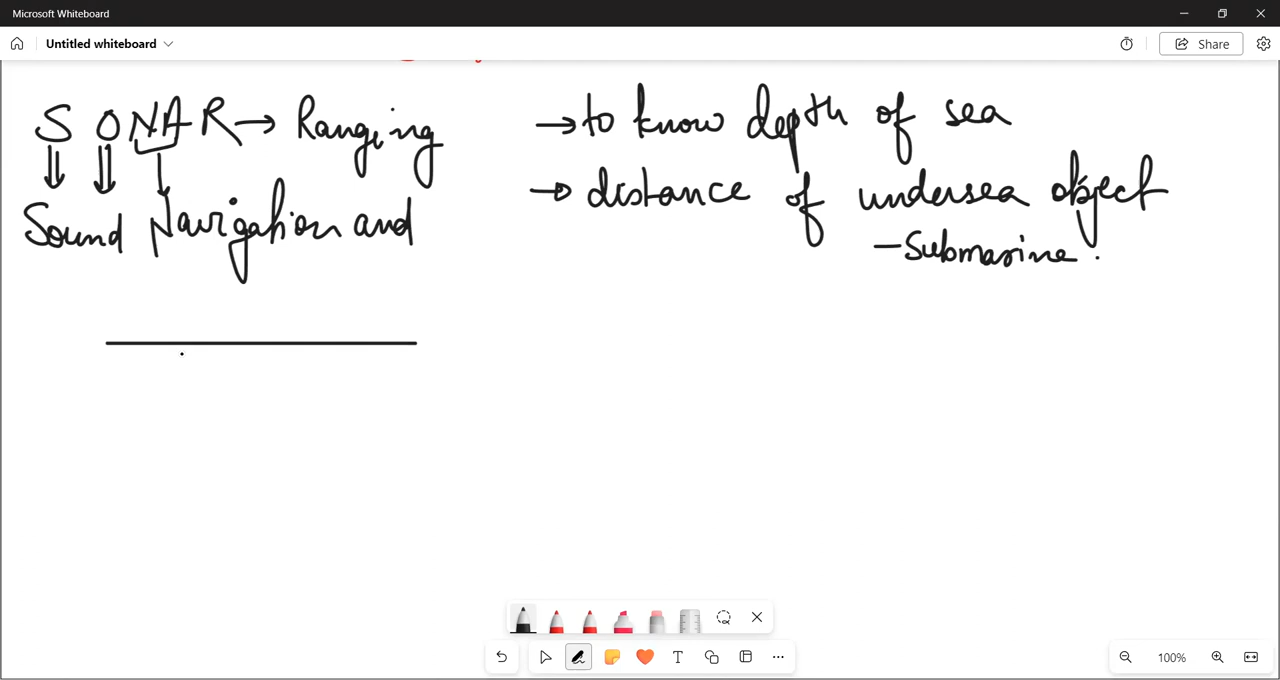 Microsoft Whiteboard
Untitled whiteboard
Share
SONAR → Ranging
Sound Navigation and
→ to know depth of sea
→ distance of undersea object
- Submarine.
T
100%